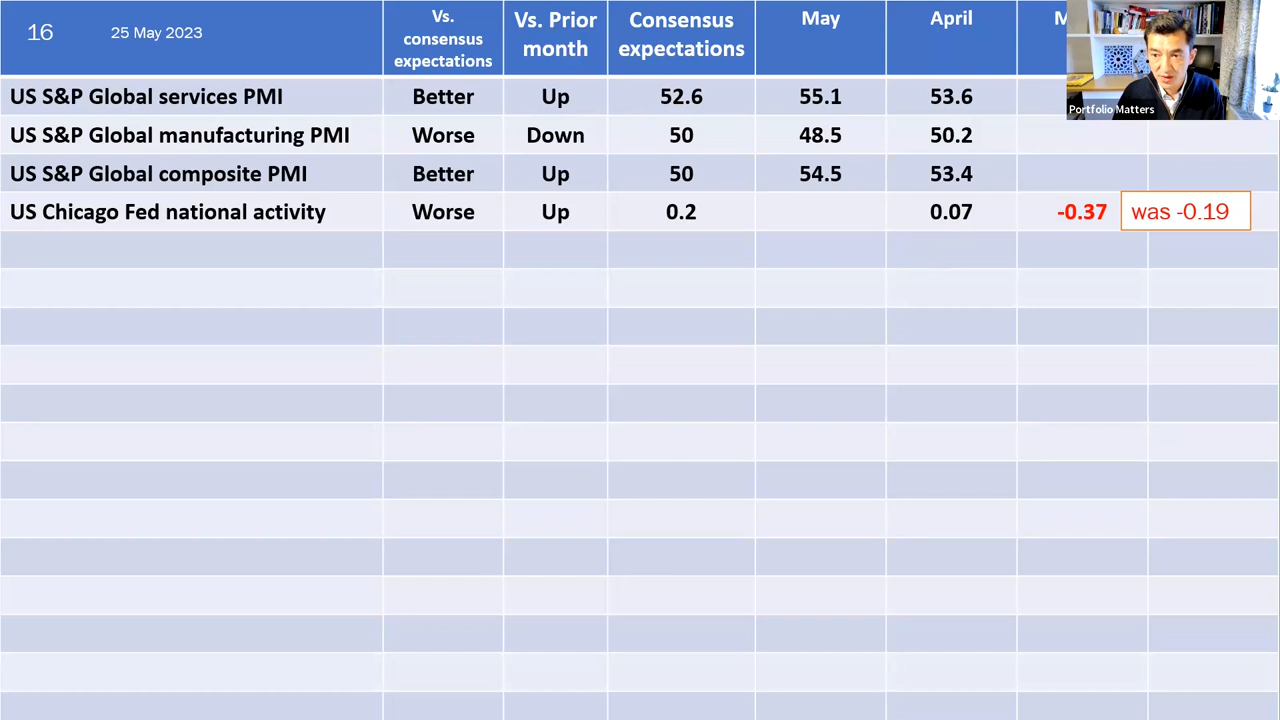 16
25 May 2023
Vs. consensus expectations
Vs. Prior month
Consensus expectations
May
April
Portfolio Matters
US S&P Global services PMI Better Up 52.6 55.1 53.6
US S&P Global manufacturing PMI Worse Down 50 48.5 50.2
US S&P Global composite PMI Better Up 50 54.5 53.4
US Chicago Fed national activity Worse Up 0.2 0.07 -0.37 was -0.19